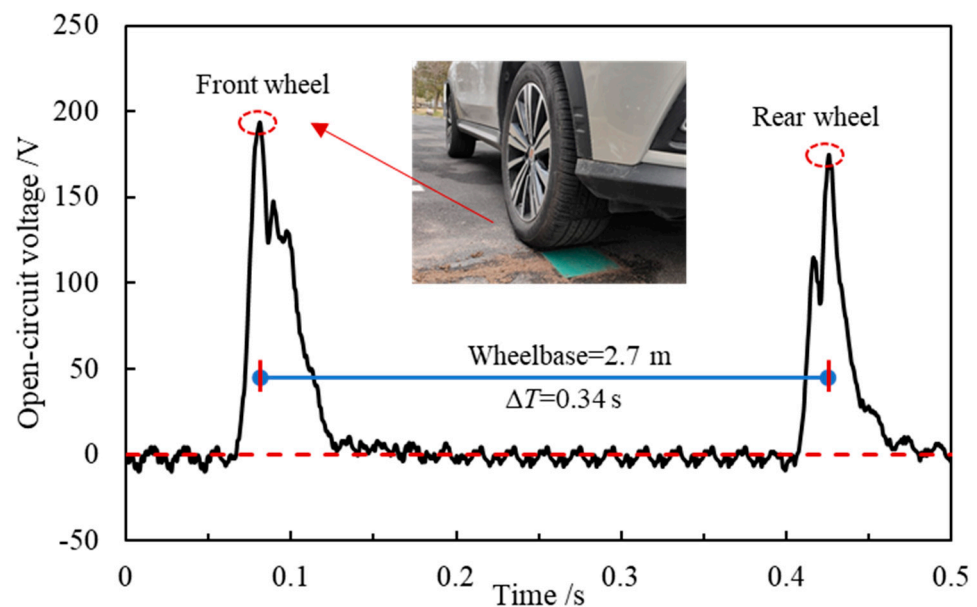 250
200
150
100
50
0
-50
Open-circuit voltage /V
Front wheel
Rear wheel
Wheelbase=2.7 m
ΔT=0.34 s
0
0.1
0.2
0.3
0.4
0.5
Time /s